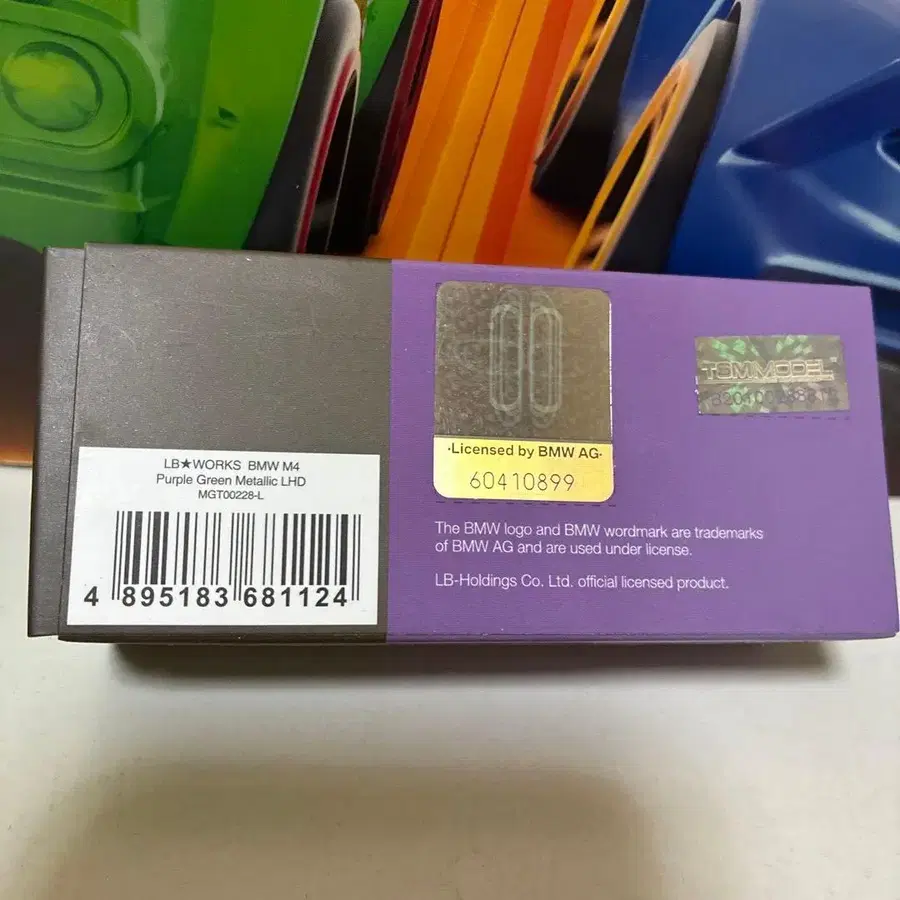 LB★WORKS BMW M4
Purple Green Metallic LHD
MGT00228-L
4 895183 681124
·Licensed by BMW AG·
60410899
TSMMODEL
The BMW logo and BMW wordmark are trademarks
of BMW AG and are used under license.
LB-Holdings Co. Ltd. official licensed product.